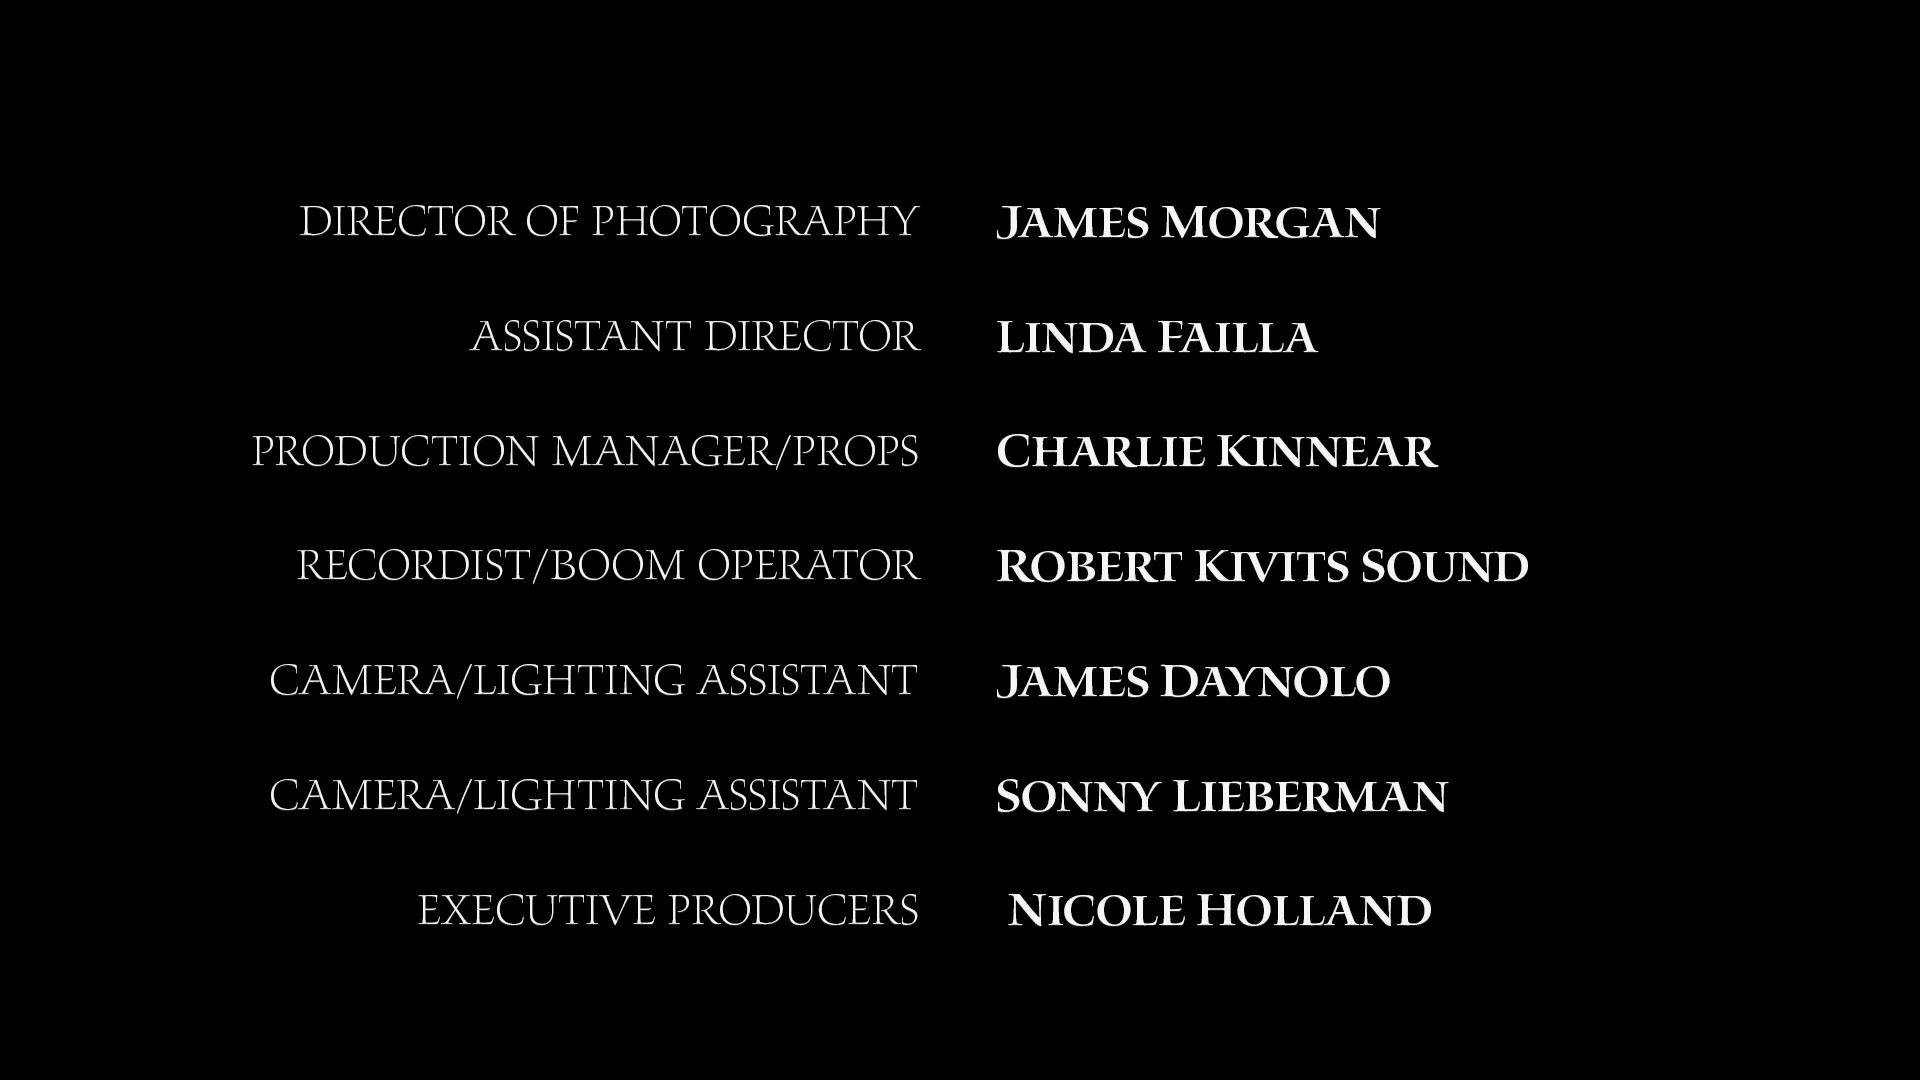 DIRECTOR OF PHOTOGRAPHY JAMES MORGAN
ASSISTANT DIRECTOR LINDA FAILLA
PRODUCTION MANAGER/PROPS CHARLIE KINNEAR
RECORDIST/BOOM OPERATOR ROBERT KIVITS SOUND
CAMERA/LIGHTING ASSISTANT JAMES DAYNOLO
CAMERA/LIGHTING ASSISTANT SONNY LIEBERMAN
EXECUTIVE PRODUCERS NICOLE HOLLAND